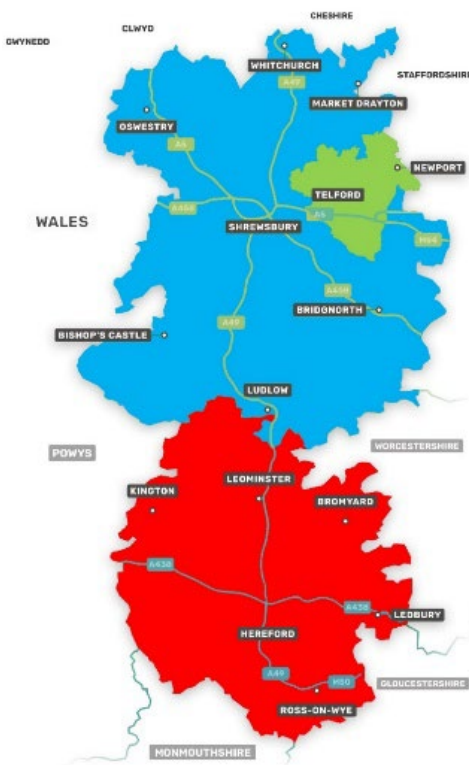 CHESHIRE
CLWYD
GWYNEDD
WHITCHURCH
STAFFORDSHIRE
A49
MARKET DRAYTON
OSWESTRY
A5
NEWPORT
TELFORD
WALES
A458
A5
SHREWSBURY
M54
A458
BRIDGNORTH
A49
BISHOP'S CASTLE
LUDLOW
WORCESTERSHIRE
POWYS
LEOMINSTER
KINGTON
BROMYARD
A438
A438
LEDBURY
HEREFORD
A49
M50
GLOUCESTERSHIRE
ROSS-ON-WYE
MONMOUTHSHIRE